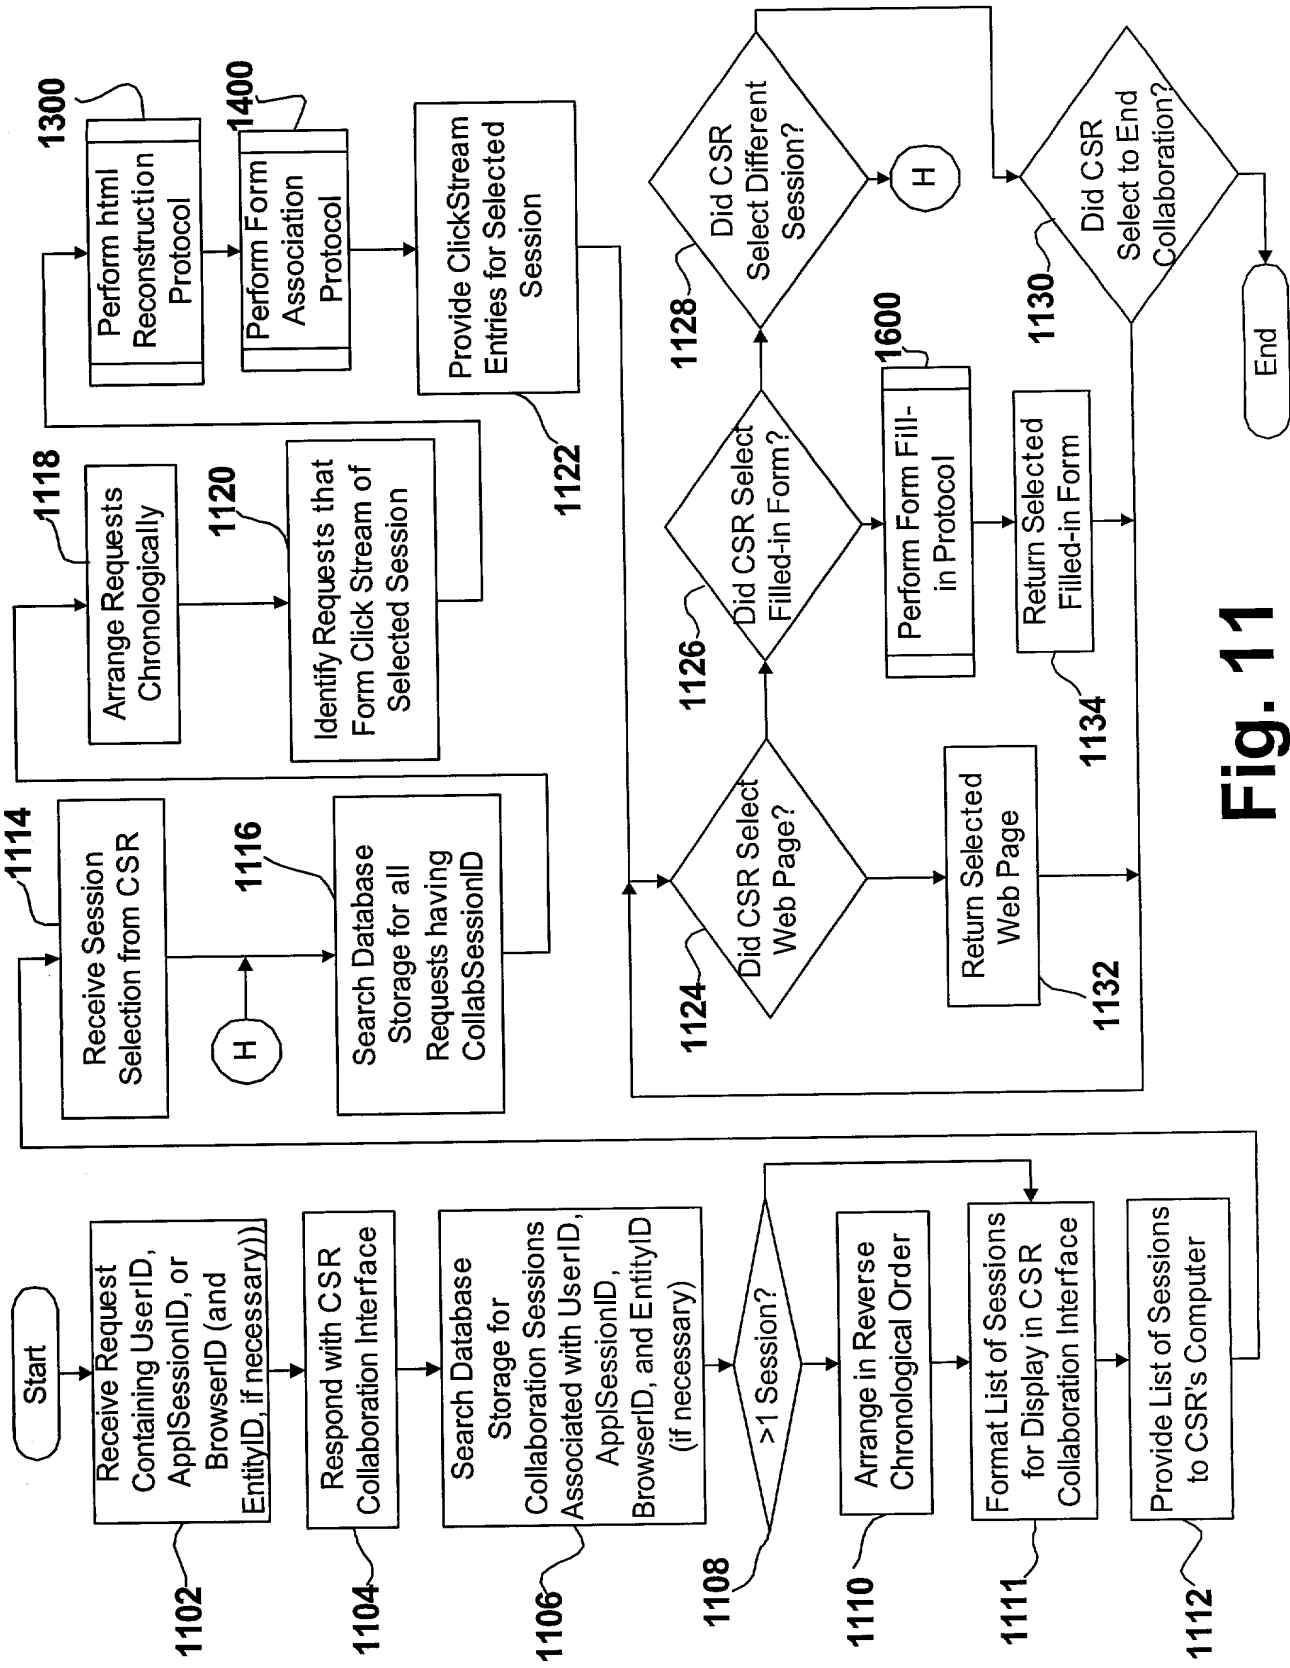 Start
Receive Request
Containing UserID,
ApplSessionID, or
BrowserID (and
EntityID, if necessary))
1102
Respond with CSR
Collaboration Interface
1104
Search Database
Storage for
Collaboration Sessions
Associated with UserID,
ApplSessionID,
BrowserID, and EntityID
(if necessary)
1106
>1 Session?
1108
Arrange in Reverse
Chronological Order
1110
Format List of Sessions
for Display in CSR
Collaboration Interface
1111
Provide List of Sessions
to CSR's Computer
1112
Receive Session
Selection from CSR
1114
H
Search Database
Storage for all
Requests having
CollabSessionID
1116
Arrange Requests
Chronologically
1118
Identify Requests that
Form Click Stream of
Selected Session
1120
Perform html
Reconstruction
Protocol
1300
Perform Form
Association
Protocol
1400
Provide ClickStream
Entries for Selected
Session
1122
Did CSR Select
Web Page?
1124
Return Selected
Web Page
1132
Did CSR Select
Filled-in Form?
1126
Perform Form Fill-
in Protocol
1600
Return Selected
Filled-in Form
1134
Did CSR
Select Different
Session?
1128
H
Did CSR
Select to End
Collaboration?
1130
End
Fig. 11